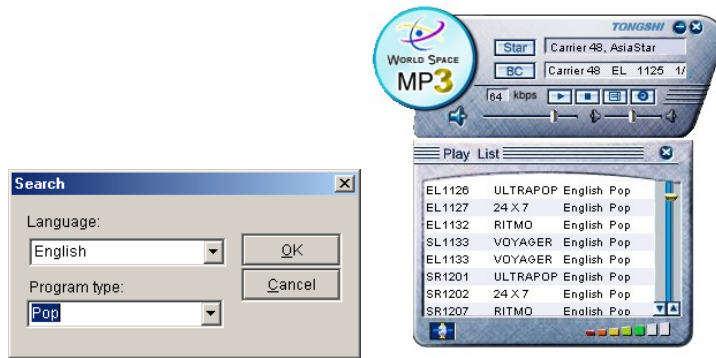 Search
Language:
English
OK
Program type:
Cancel
Pop
TONGSHI
WORLD SPACE
MP3
Star Carrier 48, AsiaStar
BC Carrier 48 EL 1125 1/
64 kbps
Play List
EL1126 ULTRAPOP English Pop
EL1127 24 X 7 English Pop
EL1132 RITMO English Pop
SL1133 VOYAGER English Pop
EL1133 VOYAGER English Pop
SR1201 ULTRAPOP English Pop
SR1202 24 X 7 English Pop
SR1207 RITMO English Pop